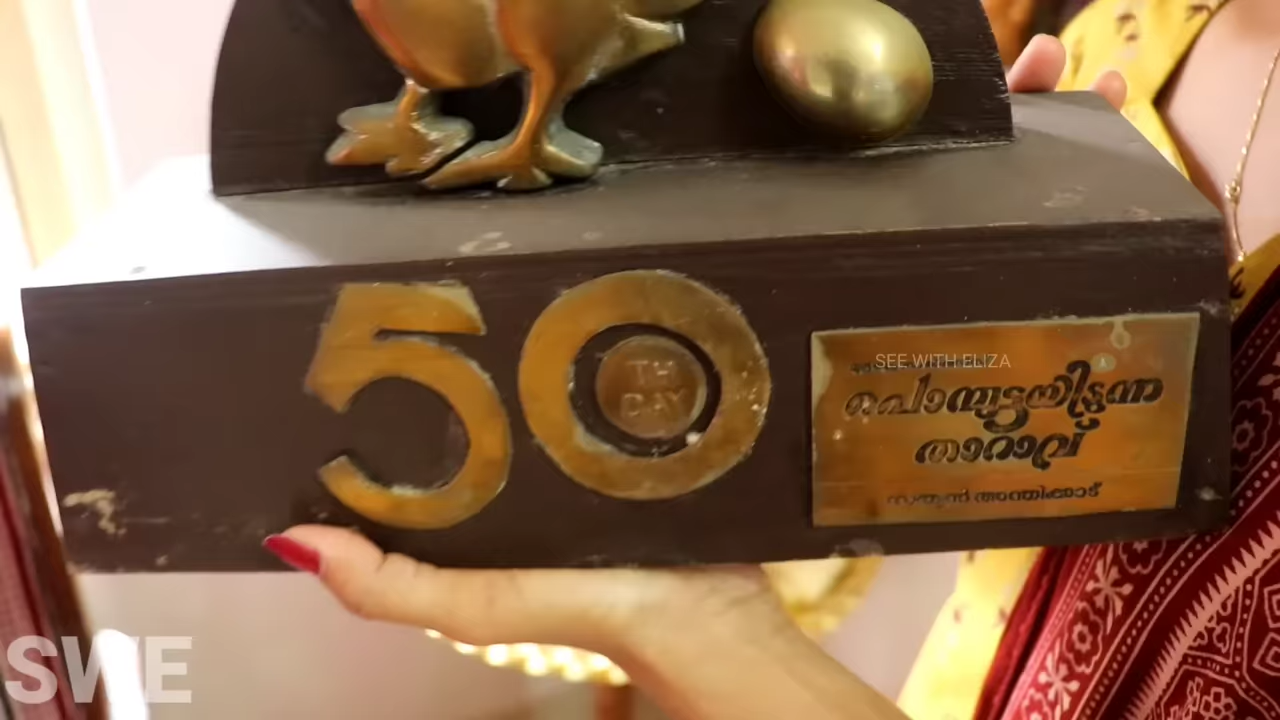 50
TH
DAY
SEE WITH ELIZA
പൊന്മുട്ടയിടുന്ന
താറാവ്
സത്യൻ അന്തിക്കാട്
SWE